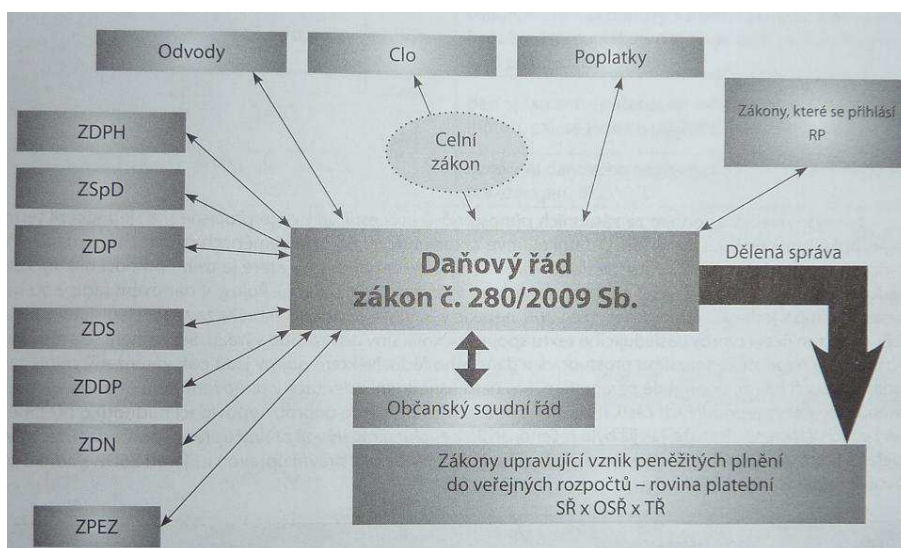 Odvody
Clo
Poplatky
Zákony, které se přihlásí
RP
ZDPH
Celní
zákon
ZSpD
ZDP
Daňový řád
zákon č. 280/2009 Sb.
Dělená správa
ZDS
ZDDP
Občanský soudní řád
ZDN
Zákony upravující vznik peněžitých plnění
do veřejných rozpočtů – rovina platební
SŘ x OSŘ x TŘ
ZPEZ